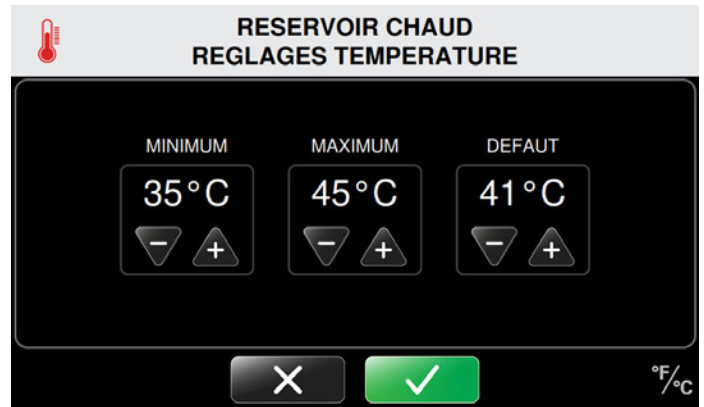 RESERVOIR CHAUD
REGLAGES TEMPERATURE
MINIMUM MAXIMUM DEFAUT
35°C 45°C 41°C
- + - + - +
°F/°C